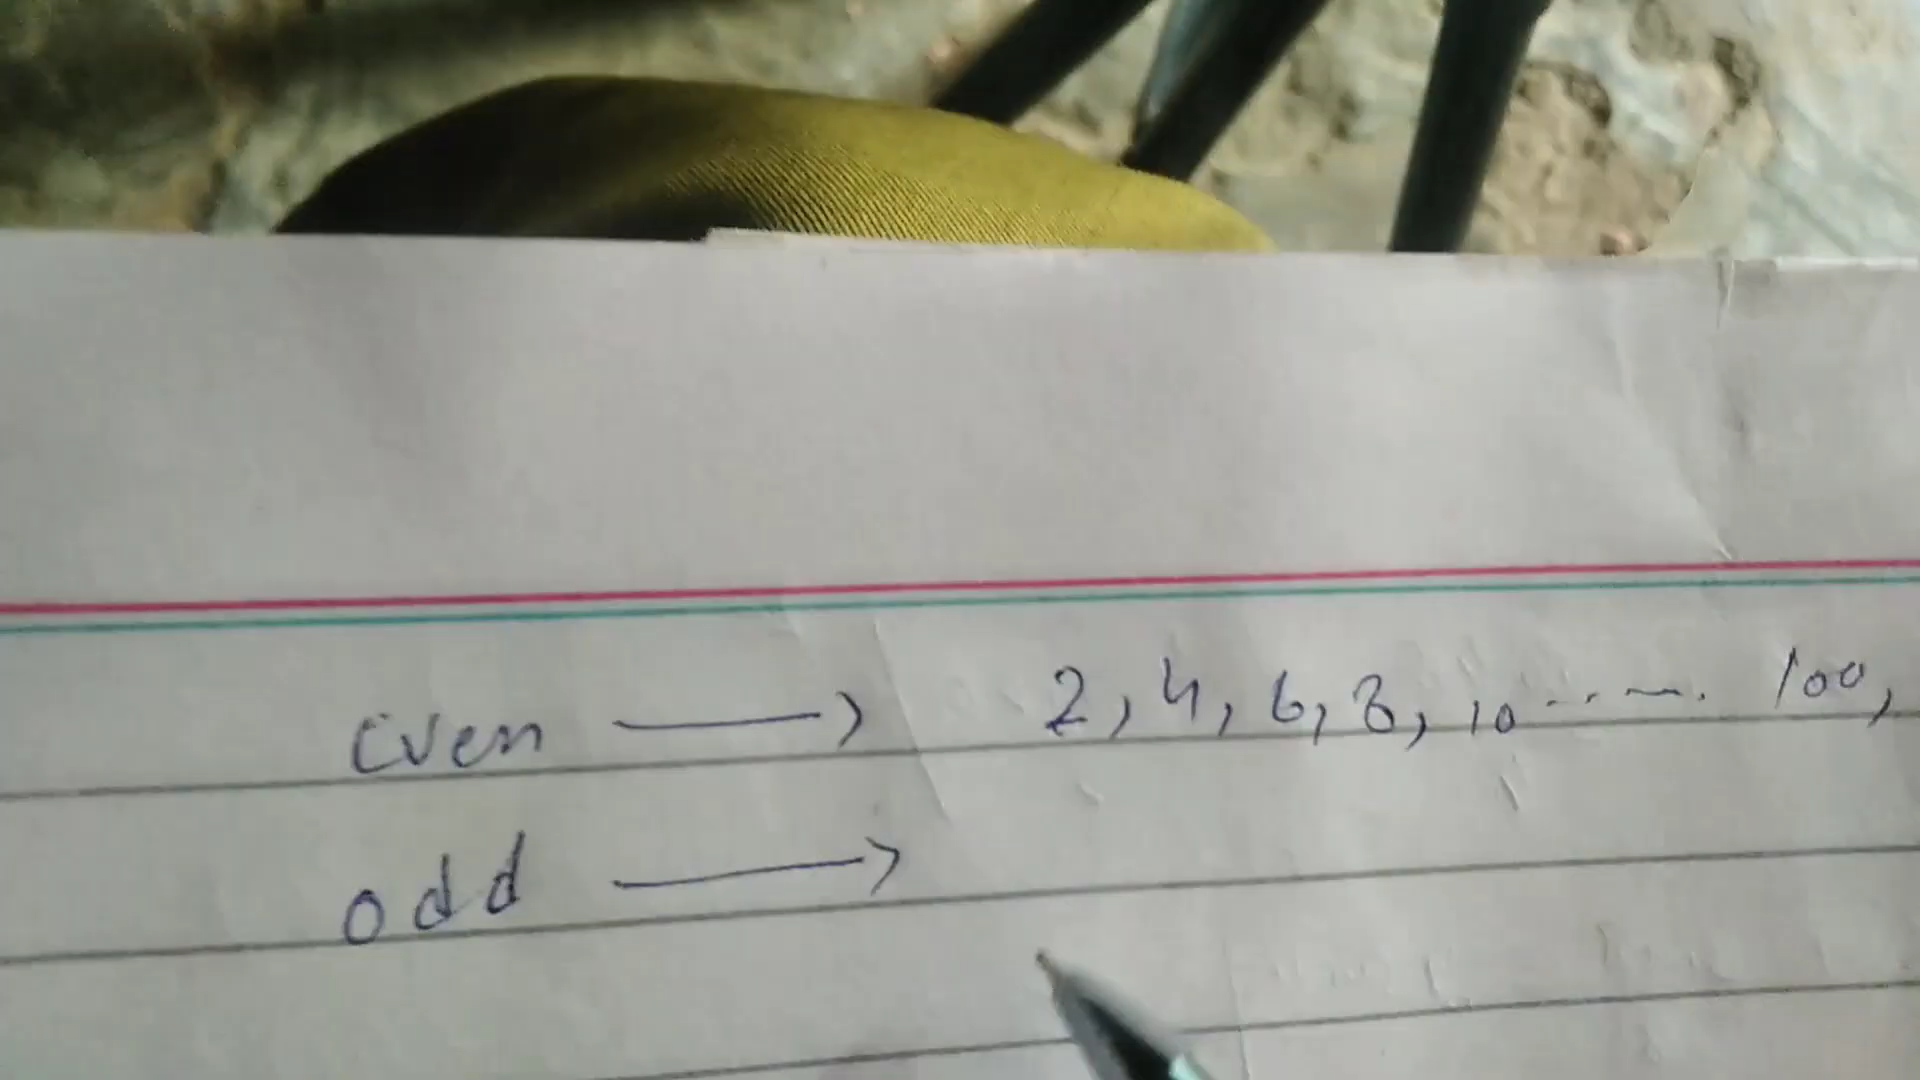 Even ⟶ 2, 4, 6, 8, 10..-~. 100,
odd ⟶